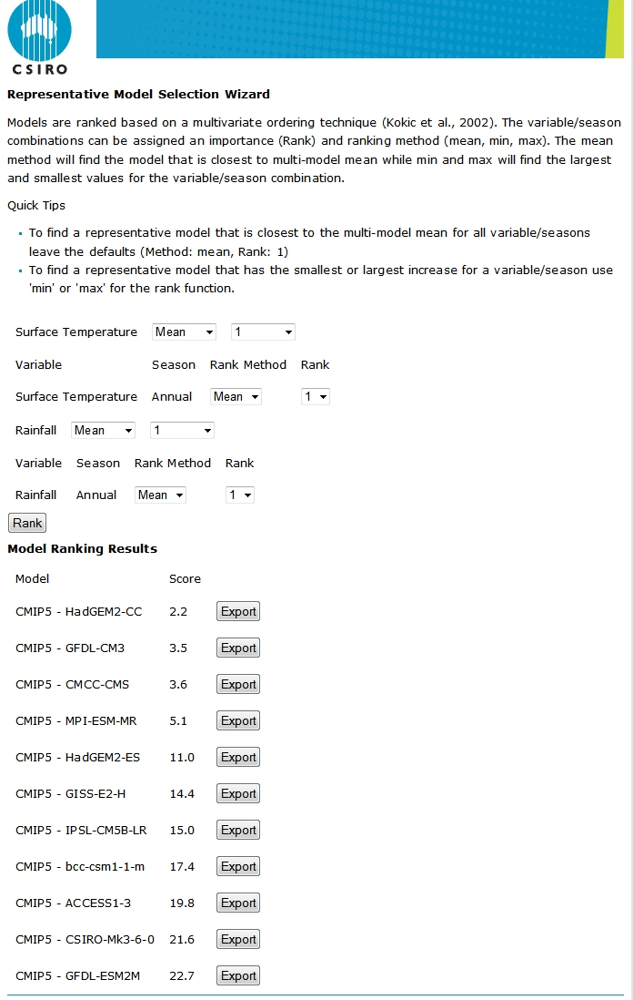 CSIRO
Representative Model Selection Wizard
Models are ranked based on a multivariate ordering technique (Kokic et al., 2002). The variable/season
combinations can be assigned an importance (Rank) and ranking method (mean, min, max). The mean
method will find the model that is closest to multi-model mean while min and max will find the largest
and smallest values for the variable/season combination.
Quick Tips
To find a representative model that is closest to the multi-model mean for all variable/seasons
leave the defaults (Method: mean, Rank: 1)
To find a representative model that has the smallest or largest increase for a variable/season use
'min' or 'max' for the rank function.
Surface Temperature Mean 1
Variable Season Rank Method Rank
Surface Temperature Annual Mean 1
Rainfall Mean 1
Variable Season Rank Method Rank
Rainfall Annual Mean 1
Rank
Model Ranking Results
Model Score
CMIP5 - HadGEM2-CC 2.2 Export
CMIP5 - GFDL-CM3 3.5 Export
CMIP5 - CMCC-CMS 3.6 Export
CMIP5 - MPI-ESM-MR 5.1 Export
CMIP5 - HadGEM2-ES 11.0 Export
CMIP5 - GISS-E2-H 14.4 Export
CMIP5 - IPSL-CM5B-LR 15.0 Export
CMIP5 - bcc-csm1-1-m 17.4 Export
CMIP5 - ACCESS1-3 19.8 Export
CMIP5 - CSIRO-Mk3-6-0 21.6 Export
CMIP5 - GFDL-ESM2M 22.7 Export